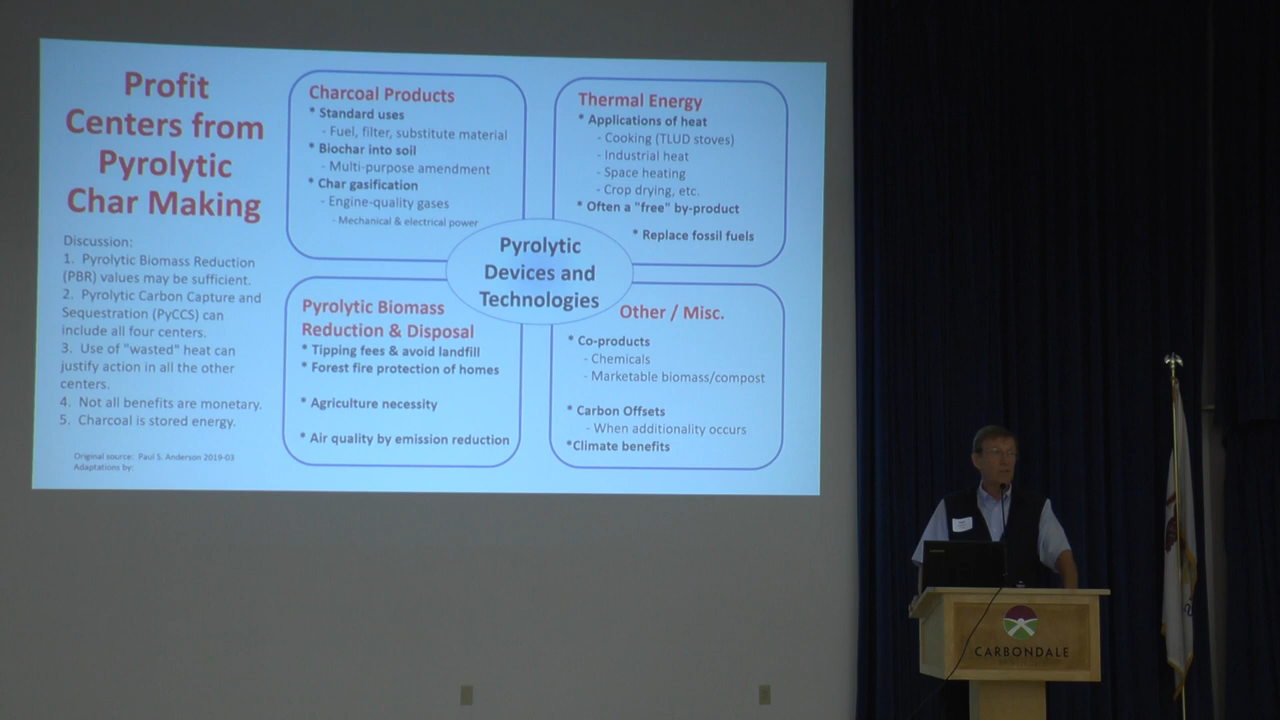 Profit
Centers from
Pyrolytic
Char Making
Discussion:
1. Pyrolytic Biomass Reduction
(PBR) values may be sufficient.
2. Pyrolytic Carbon Capture and
Sequestration (PyCCS) can
include all four centers.
3. Use of "wasted" heat can
justify action in all the other
centers.
4. Not all benefits are monetary.
5. Charcoal is stored energy.
Original source: Paul S. Anderson 2019-03
Adaptations by:
Charcoal Products
* Standard uses
- Fuel, filter, substitute material
* Biochar into soil
- Multi-purpose amendment
* Char gasification
- Engine-quality gases
- Mechanical & electrical power
Thermal Energy
* Applications of heat
- Cooking (TLUD stoves)
- Industrial heat
- Space heating
- Crop drying, etc.
* Often a "free" by-product
* Replace fossil fuels
Pyrolytic
Devices and
Technologies
Pyrolytic Biomass
Reduction & Disposal
* Tipping fees & avoid landfill
* Forest fire protection of homes
* Agriculture necessity
* Air quality by emission reduction
Other / Misc.
* Co-products
- Chemicals
- Marketable biomass/compost
* Carbon Offsets
- When additionality occurs
*Climate benefits
CARBONDALE